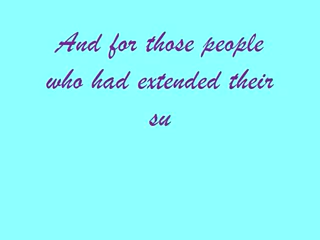 And for those people
who had extended their
su